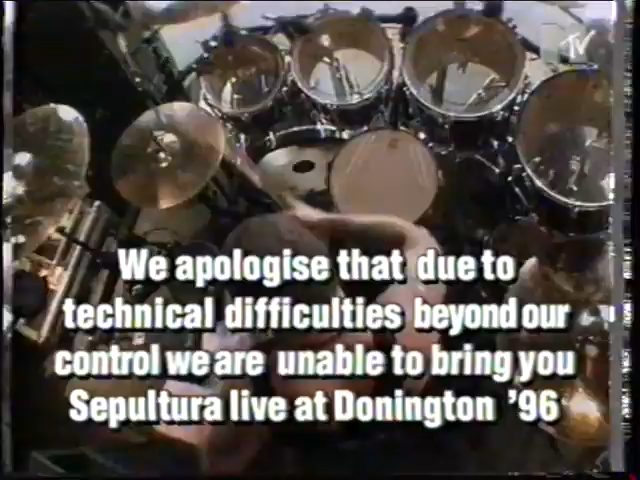 TV
We apologise that due to
technical difficulties beyond our
control we are unable to bring you
Sepultura live at Donington '96